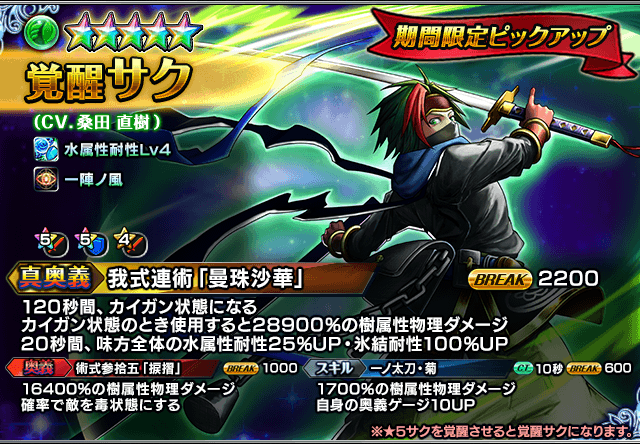 期間限定ピックアップ
覚醒サク
(CV.桑田 直樹)
水属性耐性Lv4
一陣ノ風
5 5 4
真奥義 我式連術「曼珠沙華」 BREAK 2200
120秒間、カイガン状態になる
カイガン状態のとき使用すると28900%の樹属性物理ダメージ
20秒間、味方全体の水属性耐性25%UP・氷結耐性100%UP
奥義 術式参拾五「振摺」 BREAK 1000
16400%の樹属性物理ダメージ
確率で敵を毒状態にする
スキル 一ノ太刀・菊 C.T. 10秒 BREAK 600
1700%の樹属性物理ダメージ
自身の奥義ゲージ10UP
※★5サクを覚醒させると覚醒サクになります。